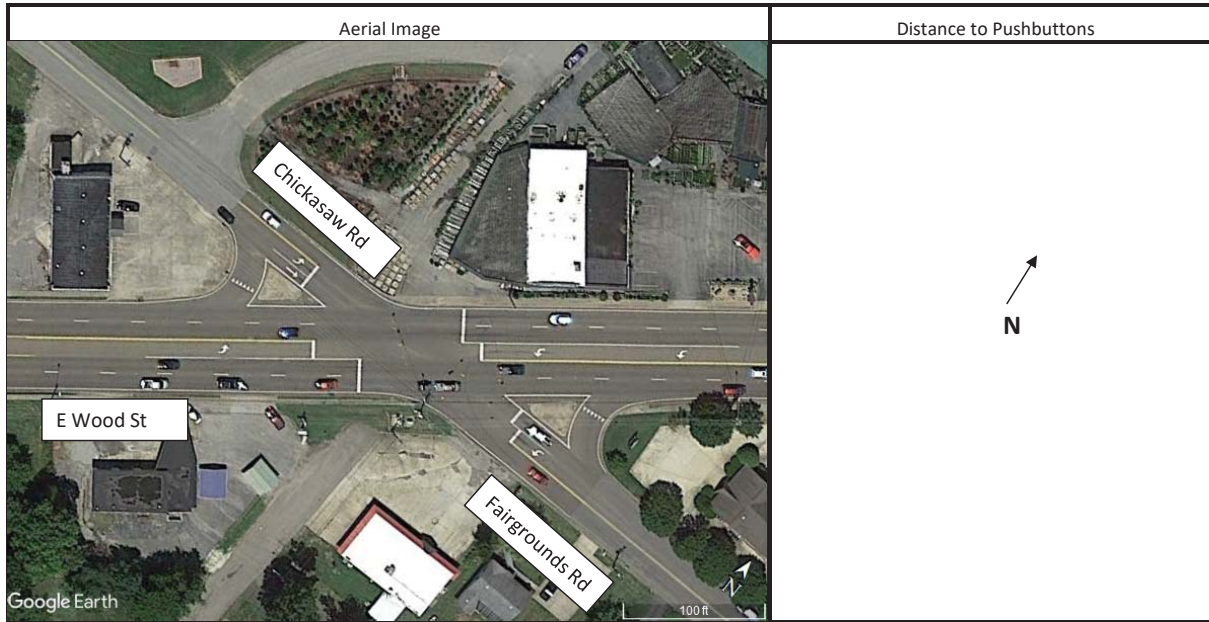 Aerial Image
Distance to Pushbuttons
Chickasaw Rd
N
E Wood St
Fairgrounds Rd
N
Google Earth
100 ft